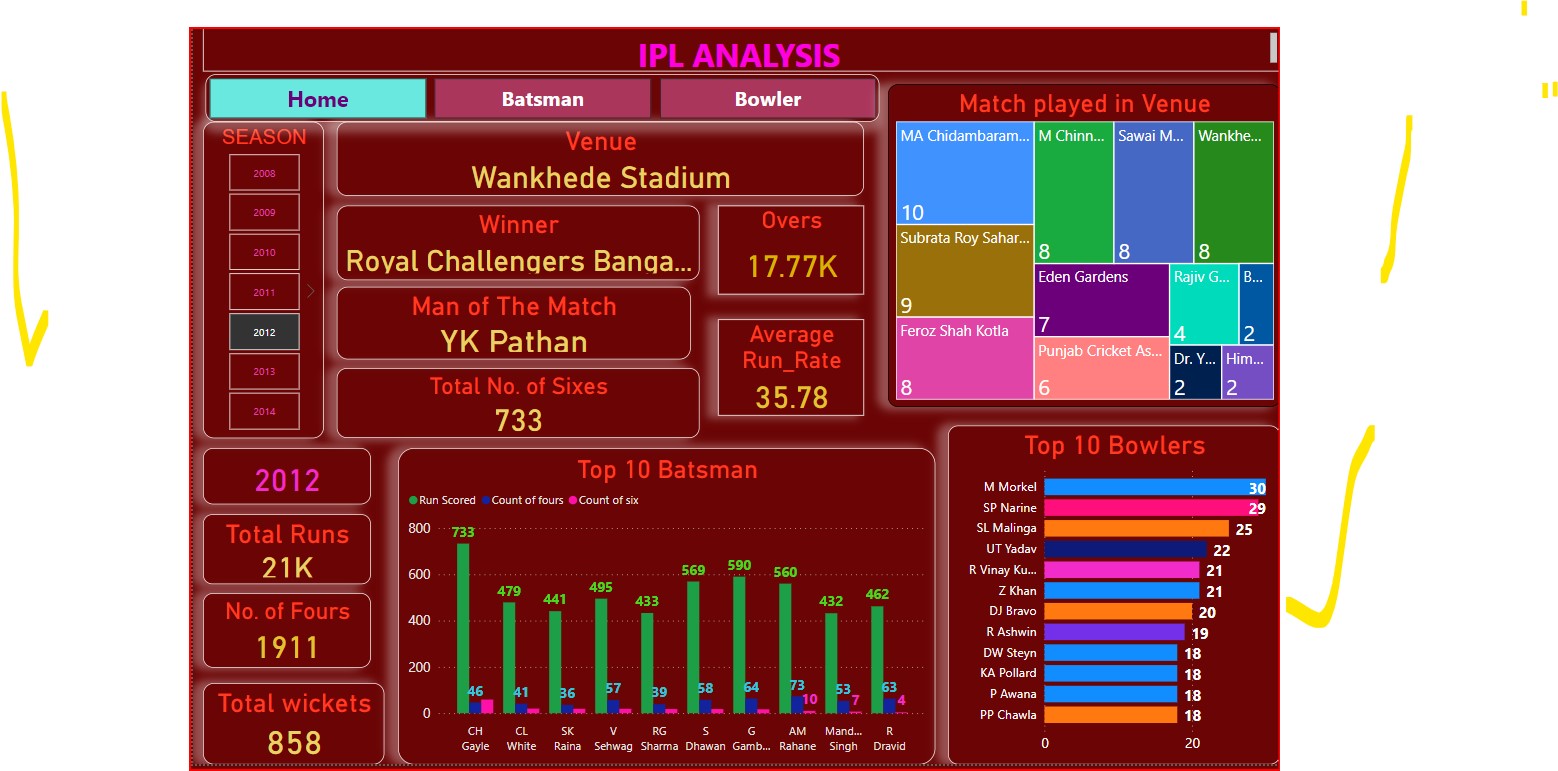 IPL ANALYSIS
Home
Batsman
Bowler
SEASON
2008
2009
2010
2011
2012
2013
2014
Venue
Wankhede Stadium
Winner
Royal Challengers Banga...
Man of The Match
YK Pathan
Total No. of Sixes
733
Overs
17.77K
Average
Run_Rate
35.78
Match played in Venue
MA Chidambaram...
10
Subrata Roy Sahar...
9
Feroz Shah Kotla
8
M Chinn...
8
Sawai M...
8
Wankhe...
8
Eden Gardens
7
Punjab Cricket As...
6
Rajiv G...
4
B...
2
Dr. Y...
2
Him...
2
2012
Total Runs
21K
No. of Fours
1911
Total wickets
858
Top 10 Batsman
Run Scored Count of fours Count of six
800
600
400
200
0
733 479 441 495 433 569 590 560 432 462
46 41 36 57 39 58 64 73 53 63
10 7 4
CH Gayle
CL White
SK Raina
V Sehwag
RG Sharma
S Dhawan
G Gamb...
AM Rahane
Mand... Singh
R Dravid
Top 10 Bowlers
M Morkel 30
SP Narine 29
SL Malinga 25
UT Yadav 22
R Vinay Ku... 21
Z Khan 21
DJ Bravo 20
R Ashwin 19
DW Steyn 18
KA Pollard 18
P Awana 18
PP Chawla 18
0 20